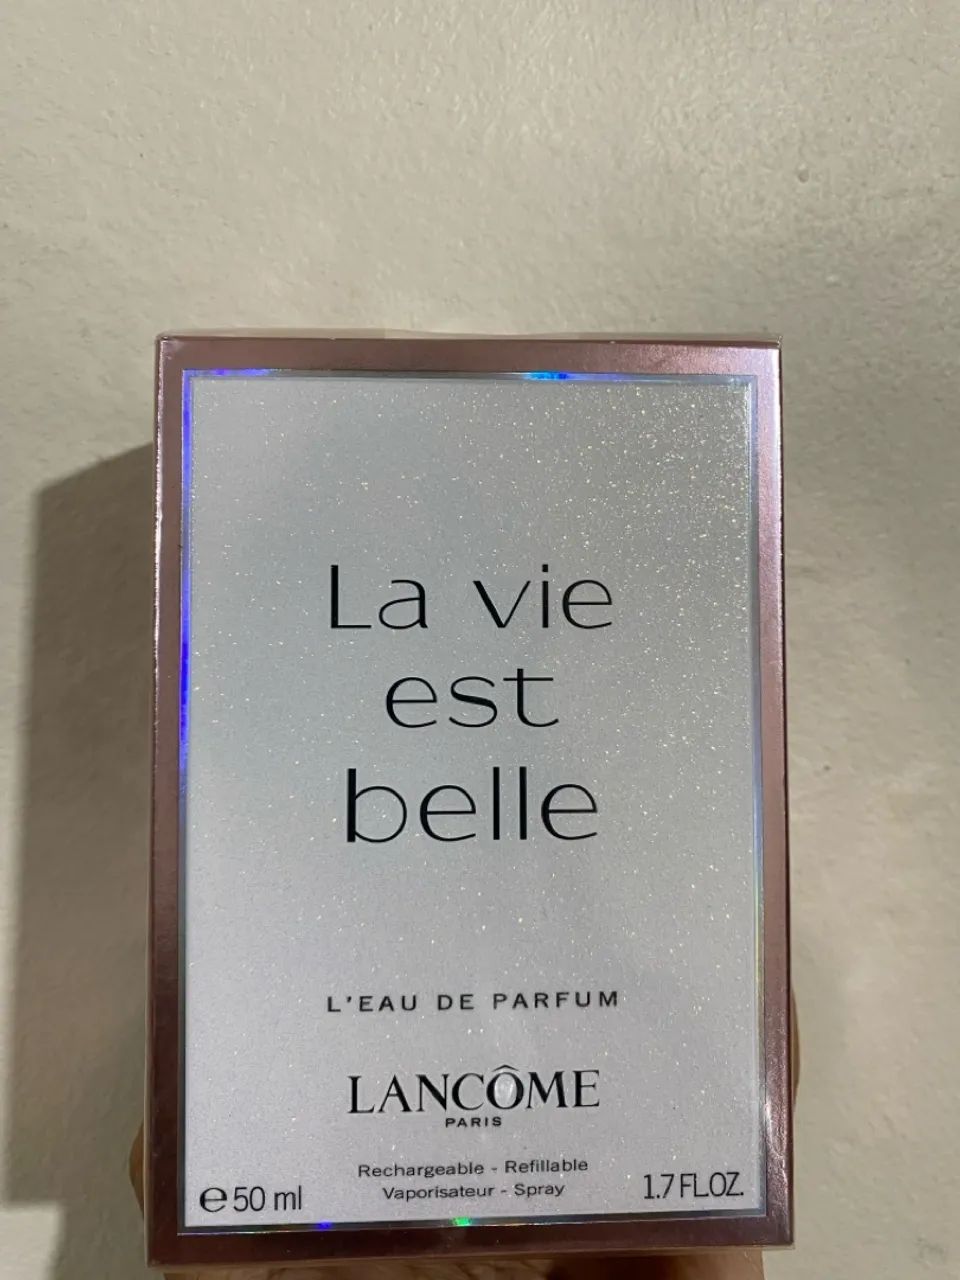 La vie
est
belle
L'EAU DE PARFUM
LANCÔME
PARIS
Rechargeable - Refillable
Vaporisateur - Spray
℮50 ml
1.7 FL.OZ.